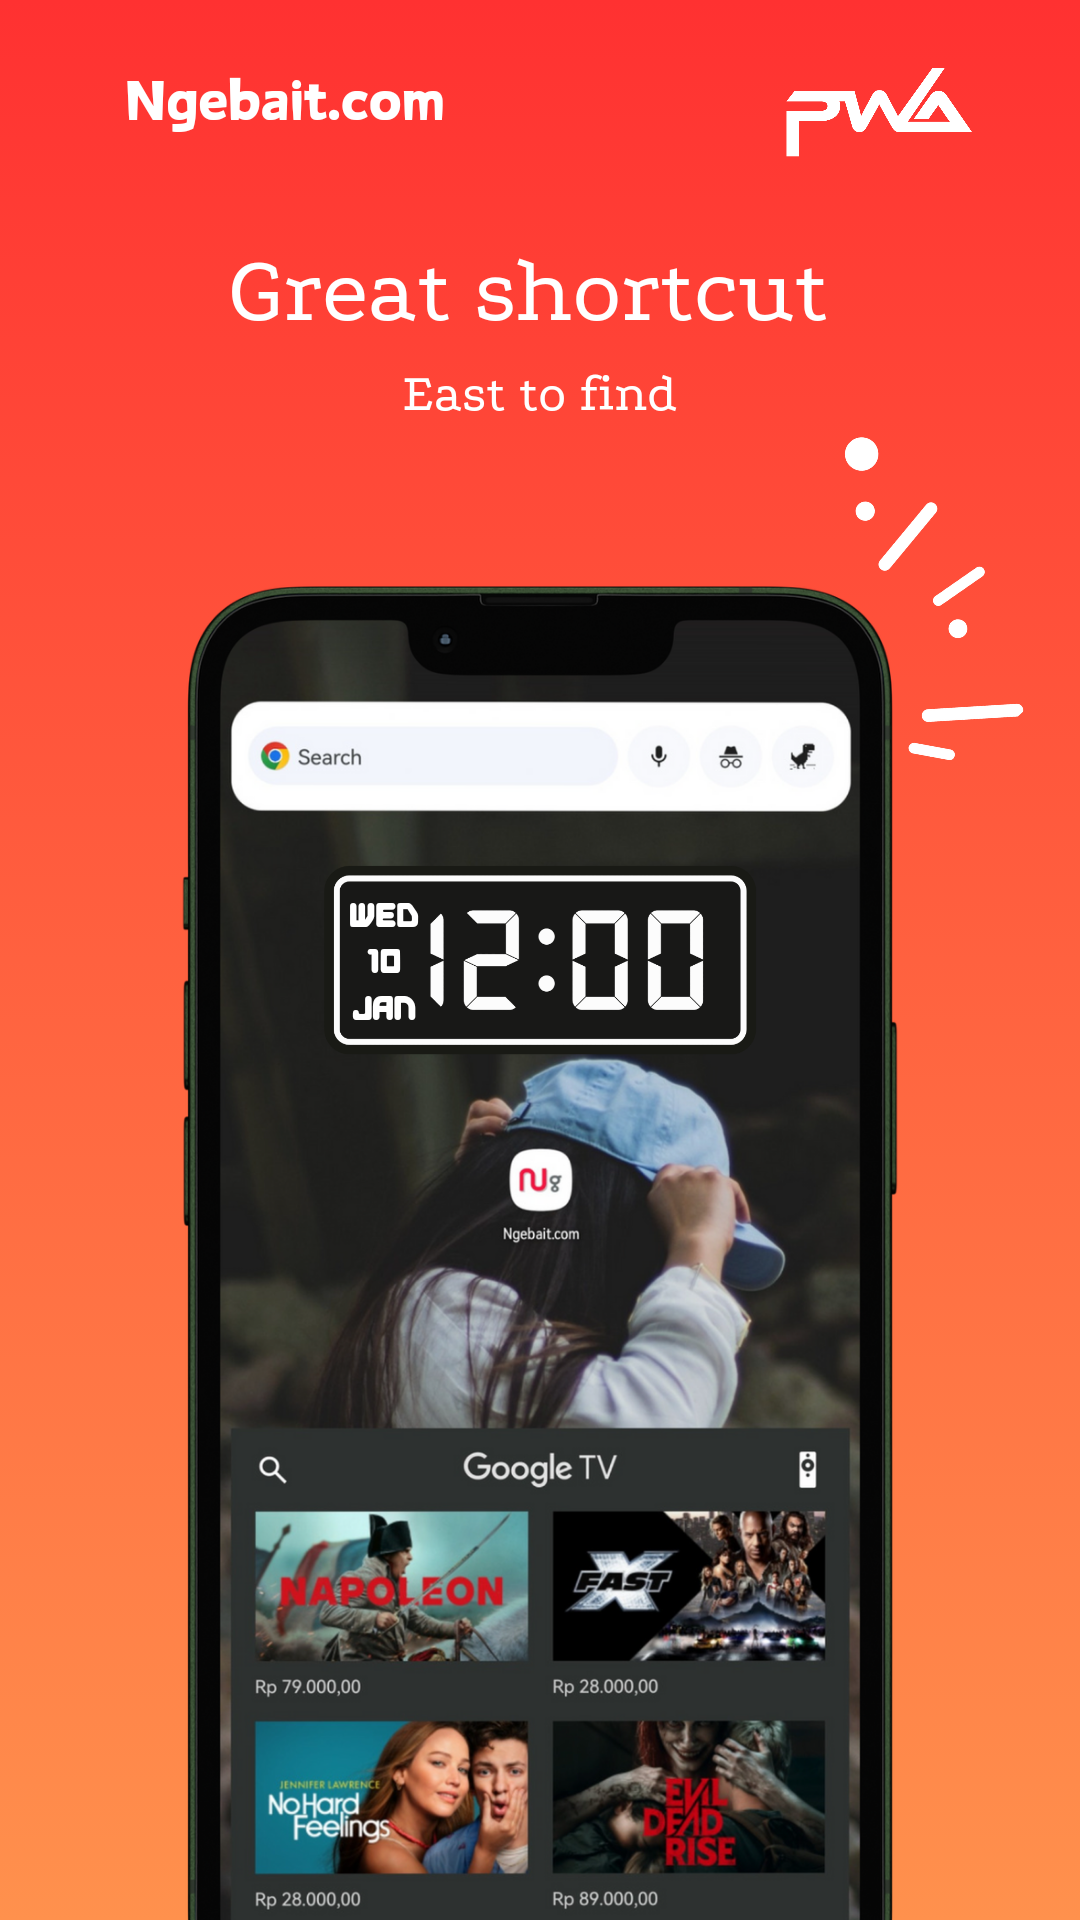 Ngebait.com
PWA
Great shortcut
East to find
Search
WED
10
JAN
12:00
Ng
Ngebait.com
Google TV
NAPOLEON
FAST X
Rp 79.000,00
Rp 28.000,00
JENNIFER LAWRENCE
No Hard
Feelings
EVIL
DEAD
RISE
Rp 28.000,00
Rp 89.000,00